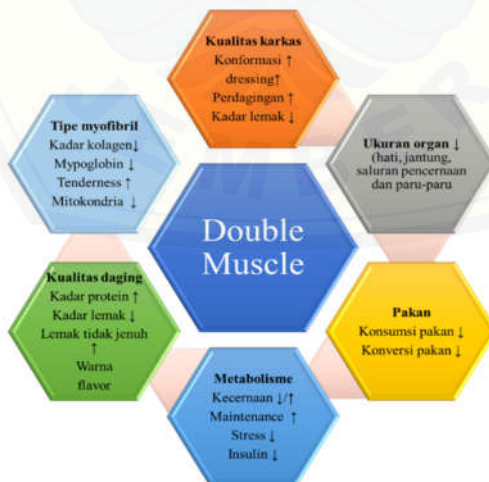 Kualitas karkas
Konformasi ↑
dressing↑
Perdagingan ↑
Kadar lemak ↓
Tipe myofibril
Kadar kolagen↓
Mypoglobin ↓
Tenderness ↑
Mitokondria ↓
Ukuran organ ↓
(hati, jantung,
saluran pencernaan
dan paru-paru
Double
Muscle
Kualitas daging
Kadar protein ↑
Kadar lemak ↓
Lemak tidak jenuh
↑
Warna
flavor
Pakan
Konsumsi pakan ↓
Konversi pakan ↓
Metabolisme
Kecernaan ↓/↑
Maintenance ↑
Stress ↓
Insulin ↓